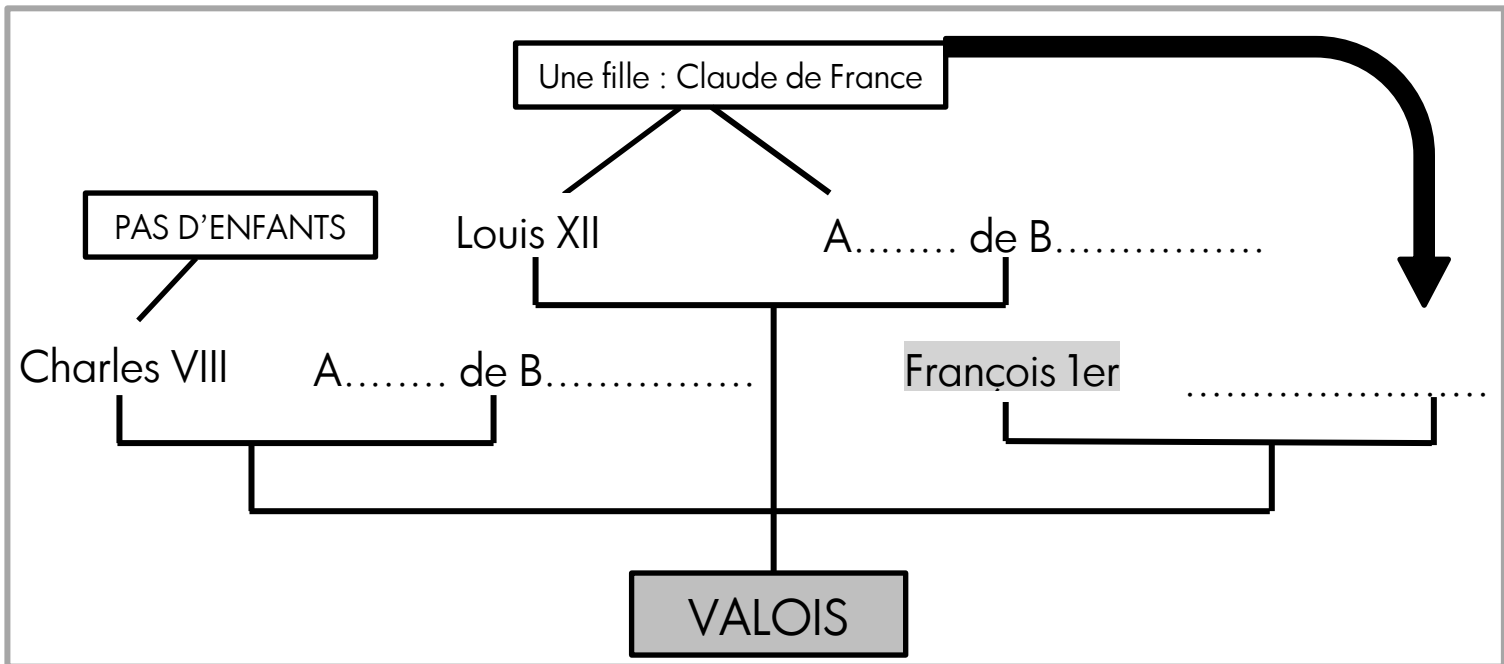 Une fille : Claude de France
PAS D'ENFANTS
Louis XII
A........ de B................
Charles VIII
A........ de B................
François 1er
.......................
VALOIS